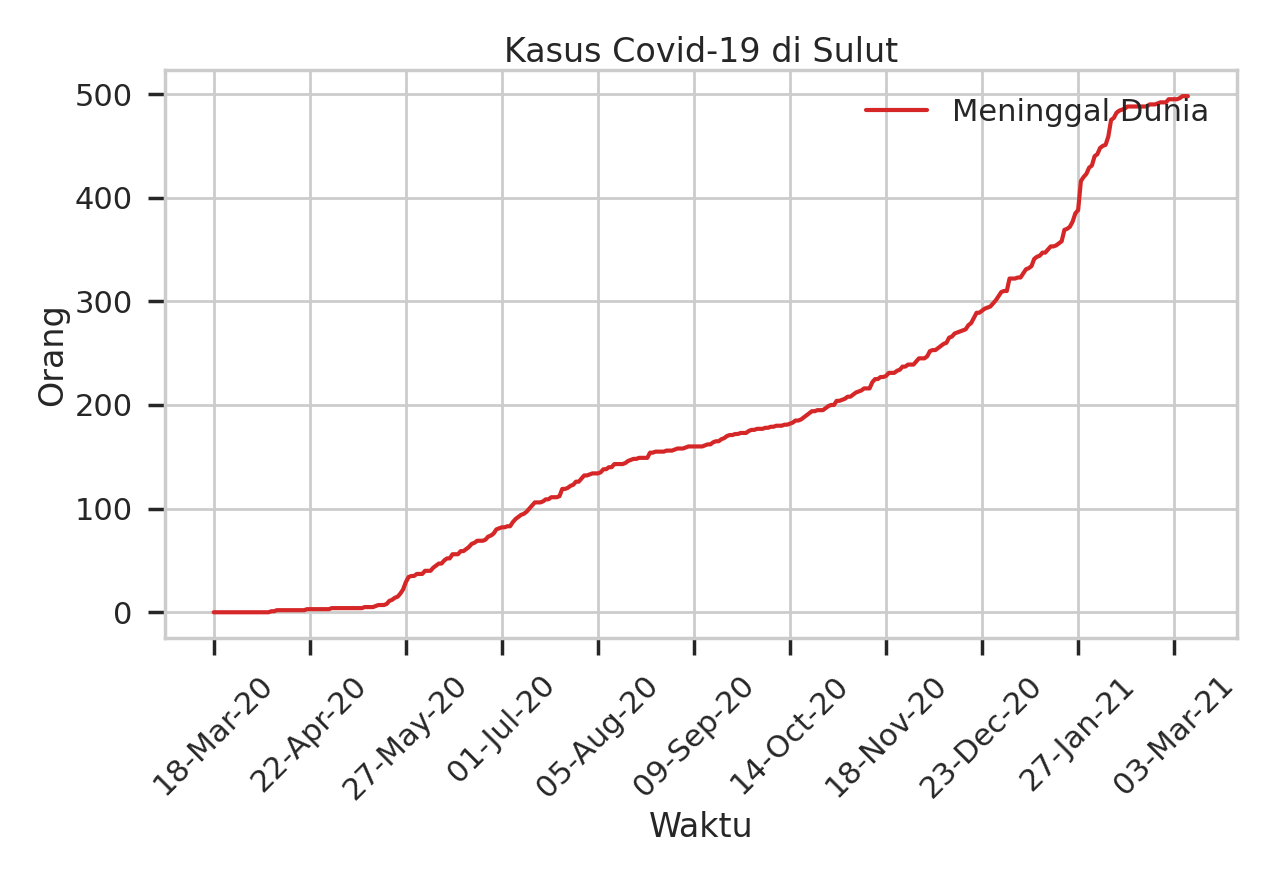 Kasus Covid-19 di Sulut
Meninggal Dunia
Orang
500
400
300
200
100
0
18-Mar-20
22-Apr-20
27-May-20
01-Jul-20
05-Aug-20
09-Sep-20
14-Oct-20
18-Nov-20
23-Dec-20
27-Jan-21
03-Mar-21
Waktu